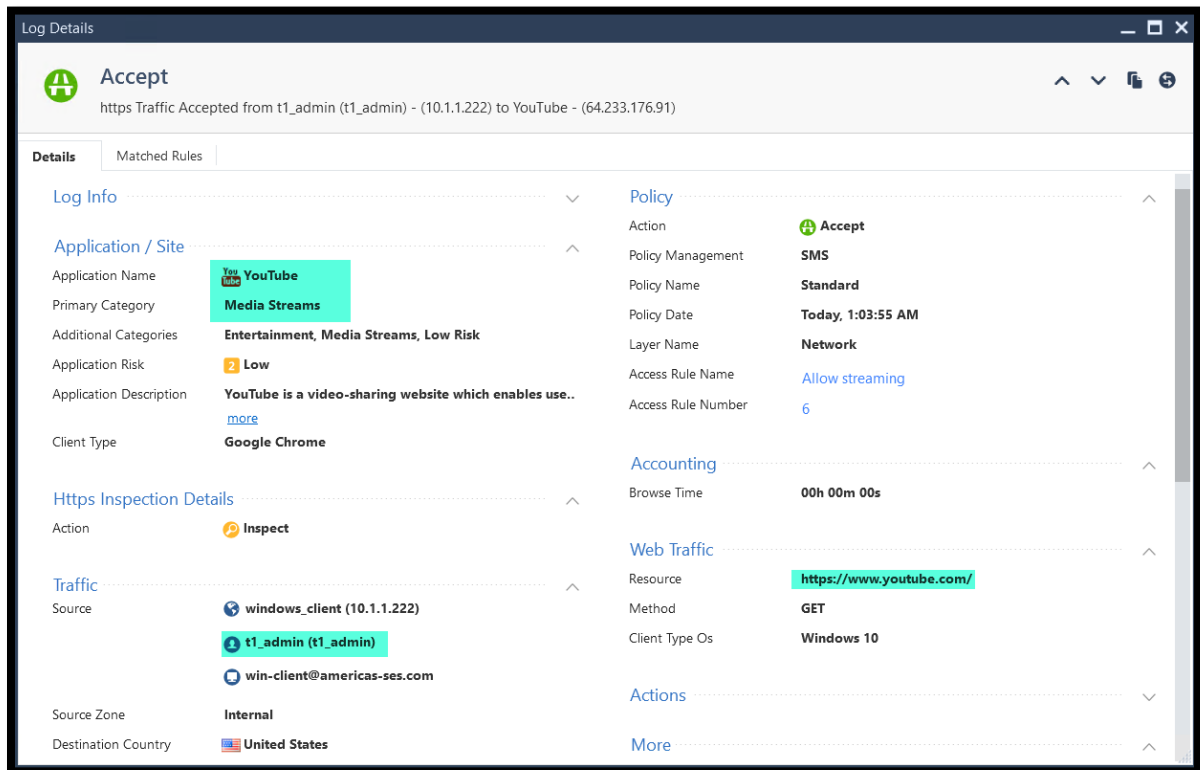 Log Details
Accept
https Traffic Accepted from t1_admin (t1_admin) - (10.1.1.222) to YouTube - (64.233.176.91)
Details
Matched Rules
Log Info
Application / Site
Application Name
You Tube YouTube
Primary Category
Media Streams
Additional Categories
Entertainment, Media Streams, Low Risk
Application Risk
2 Low
Application Description
YouTube is a video-sharing website which enables use..
more
Client Type
Google Chrome
Https Inspection Details
Action
Inspect
Traffic
Source
windows_client (10.1.1.222)
t1_admin (t1_admin)
win-client@americas-ses.com
Source Zone
Internal
Destination Country
United States
Policy
Action
Accept
Policy Management
SMS
Policy Name
Standard
Policy Date
Today, 1:03:55 AM
Layer Name
Network
Access Rule Name
Allow streaming
Access Rule Number
6
Accounting
Browse Time
00h 00m 00s
Web Traffic
Resource
https://www.youtube.com/
Method
GET
Client Type Os
Windows 10
Actions
More